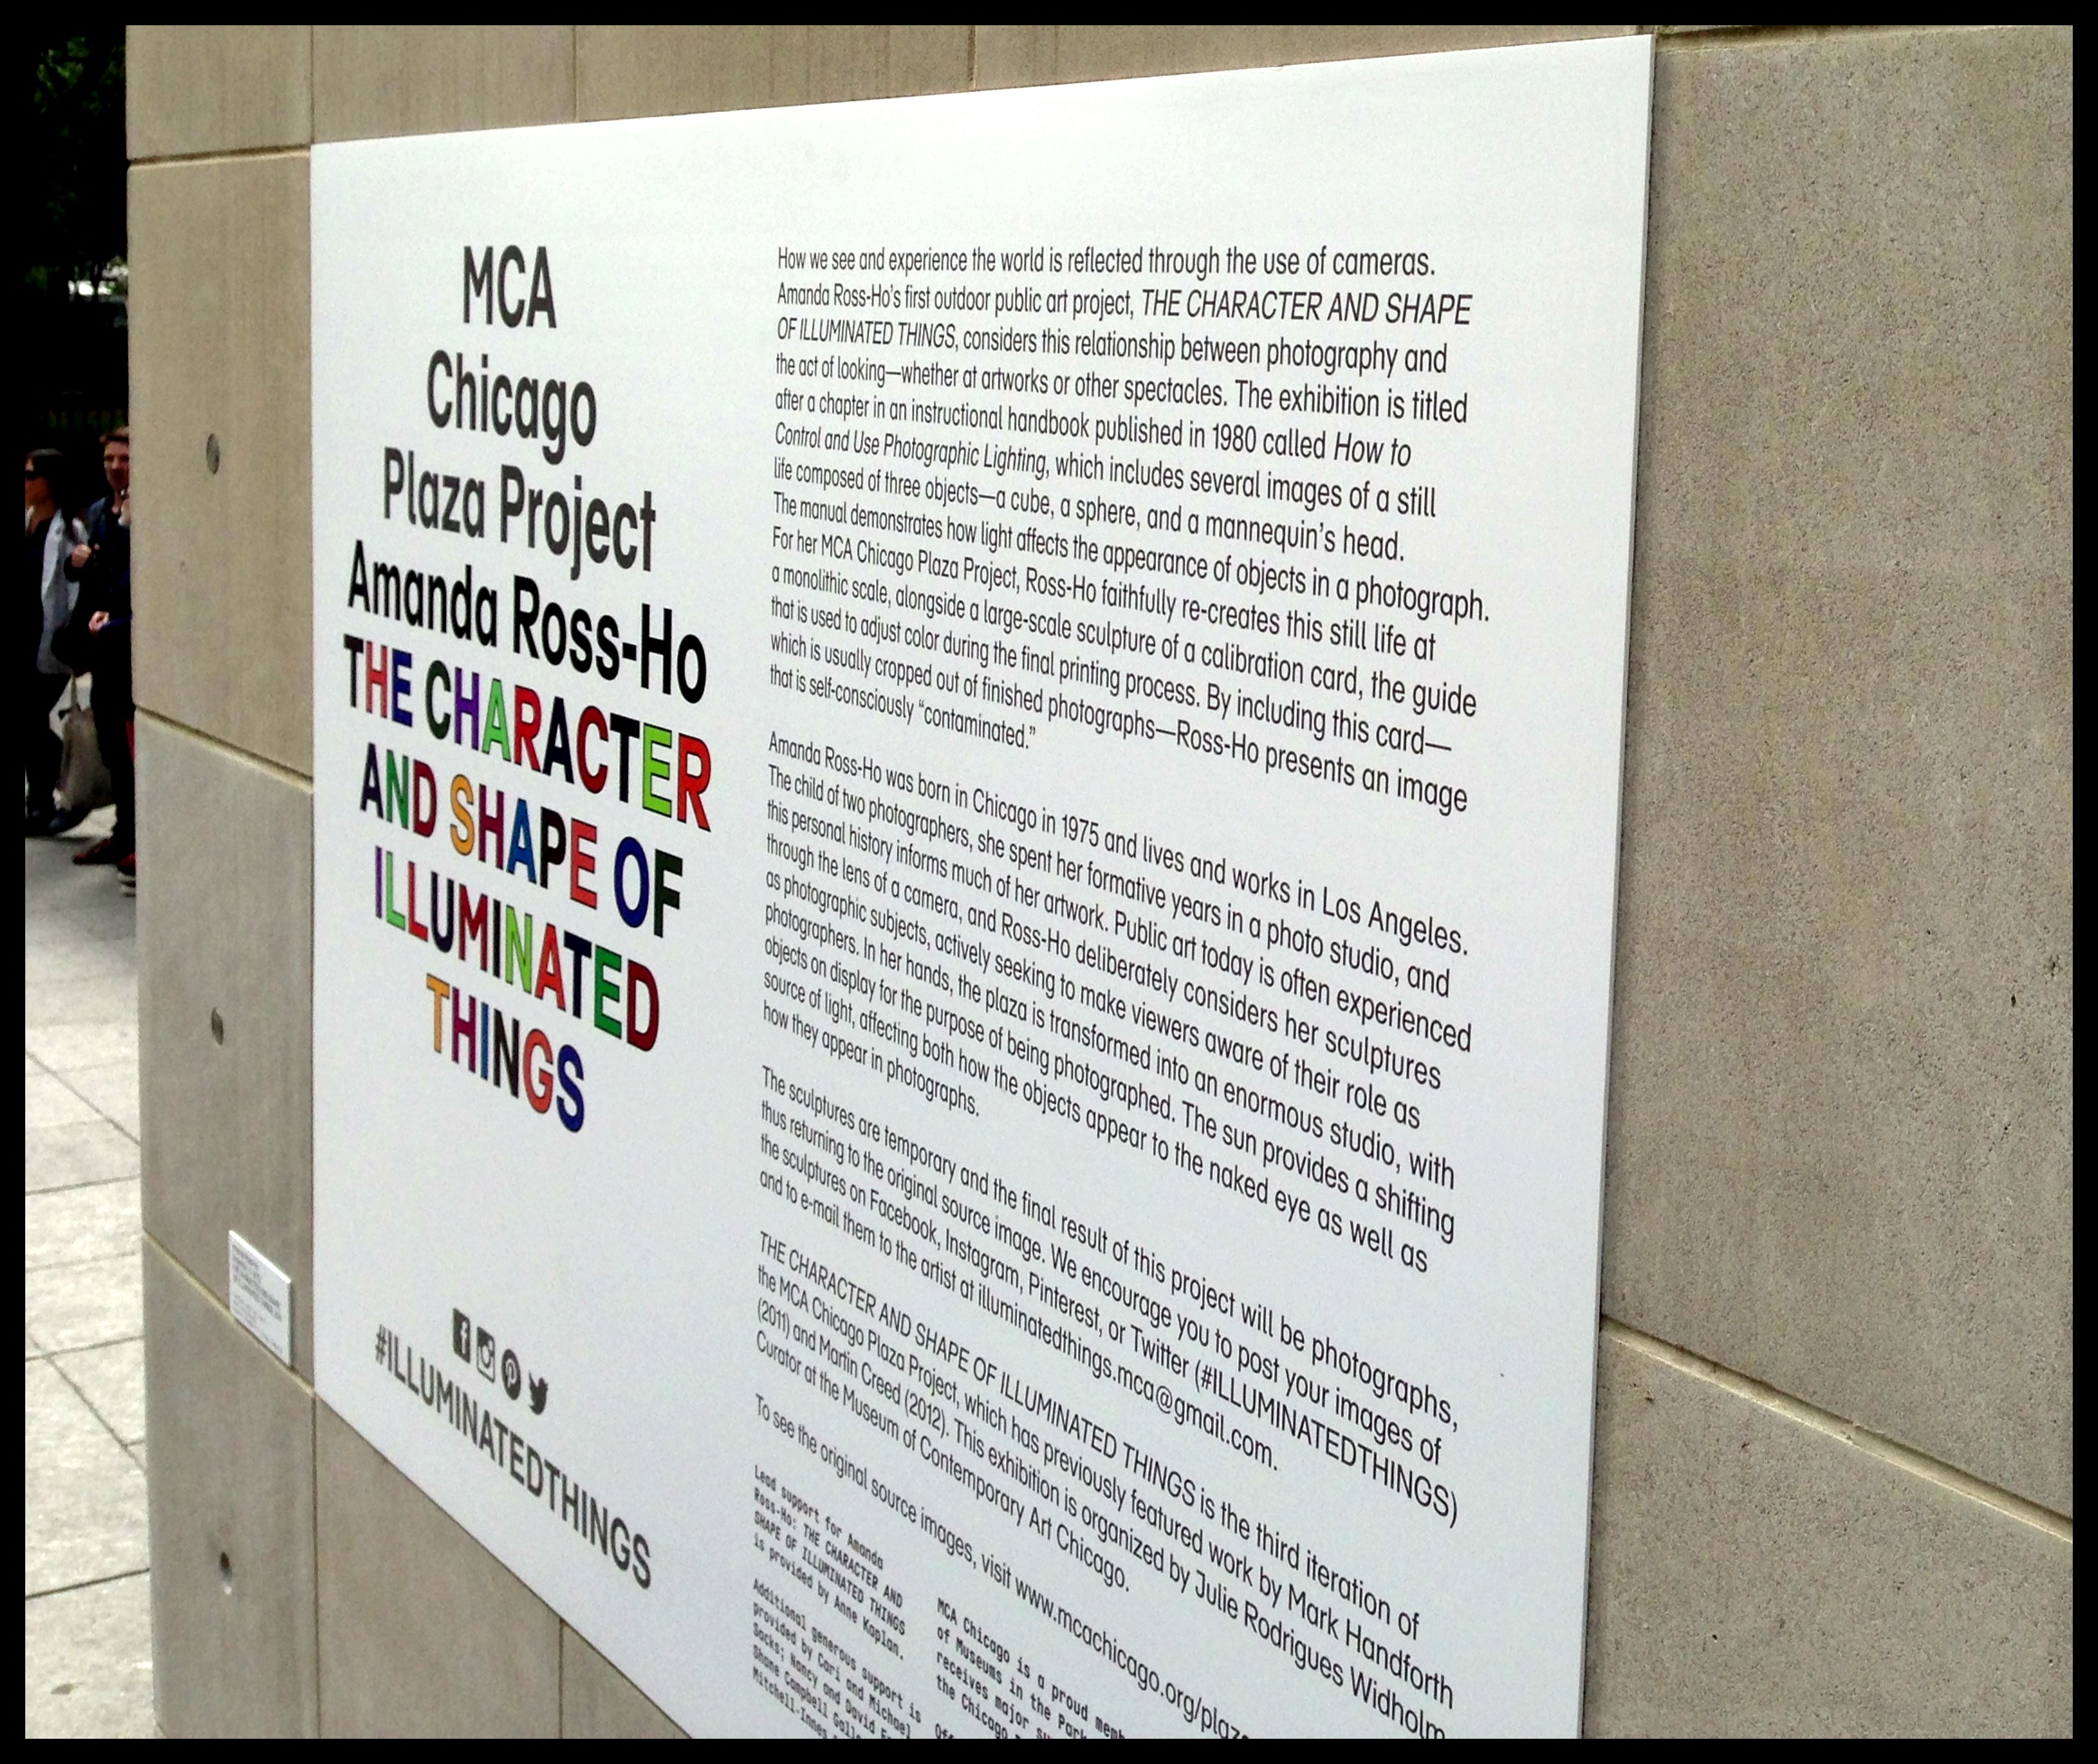 MCA
Chicago
Plaza Project
Amanda Ross-Ho
THE CHARACTER
AND SHAPE OF
ILLUMINATED
THINGS
#ILLUMINATEDTHINGS
How we see and experience the world is reflected through the use of cameras.
Amanda Ross-Ho's first outdoor public art project, THE CHARACTER AND SHAPE
OF ILLUMINATED THINGS, considers this relationship between photography and
the act of looking—whether at artworks or other spectacles. The exhibition is titled
after a chapter in an instructional handbook published in 1980 called How to
Control and Use Photographic Lighting, which includes several images of a still
life composed of three objects—a cube, a sphere, and a mannequin's head.
The manual demonstrates how light affects the appearance of objects in a photograph.
For her MCA Chicago Plaza Project, Ross-Ho faithfully re-creates this still life at
a monolithic scale, alongside a large-scale sculpture of a calibration card, the guide
that is used to adjust color during the final printing process. By including this card—
which is usually cropped out of finished photographs—Ross-Ho presents an image
that is self-consciously “contaminated.”
Amanda Ross-Ho was born in Chicago in 1975 and lives and works in Los Angeles.
The child of two photographers, she spent her formative years in a photo studio, and
this personal history informs much of her artwork. Public art today is often experienced
through the lens of a camera, and Ross-Ho deliberately considers her sculptures
as photographic subjects, actively seeking to make viewers aware of their role as
photographers. In her hands, the plaza is transformed into an enormous studio, with
objects on display for the purpose of being photographed. The sun provides a shifting
source of light, affecting both how the objects appear to the naked eye as well as
how they appear in photographs.
The sculptures are temporary and the final result of this project will be photographs,
thus returning to the original source image. We encourage you to post your images of
the sculptures on Facebook, Instagram, Pinterest, or Twitter (#ILLUMINATEDTHINGS)
and to e-mail them to the artist at illuminatedthings.mca@gmail.com.
THE CHARACTER AND SHAPE OF ILLUMINATED THINGS is the third iteration of
the MCA Chicago Plaza Project, which has previously featured work by Mark Handforth
(2011) and Martin Creed (2012). This exhibition is organized by Julie Rodrigues Widholm,
Curator at the Museum of Contemporary Art Chicago.
To see the original source images, visit www.mcachicago.org/plaza
Lead support for Amanda
Ross-Ho: THE CHARACTER AND
SHAPE OF ILLUMINATED THINGS
is provided by Anne Kaplan.
Additional generous support is
provided by Cari and Michael
Sacks; Nancy and David
Shane Campbell
Mitchell-Innes
MCA Chicago is a proud
of Museums in the Park
receives major
the Chicago